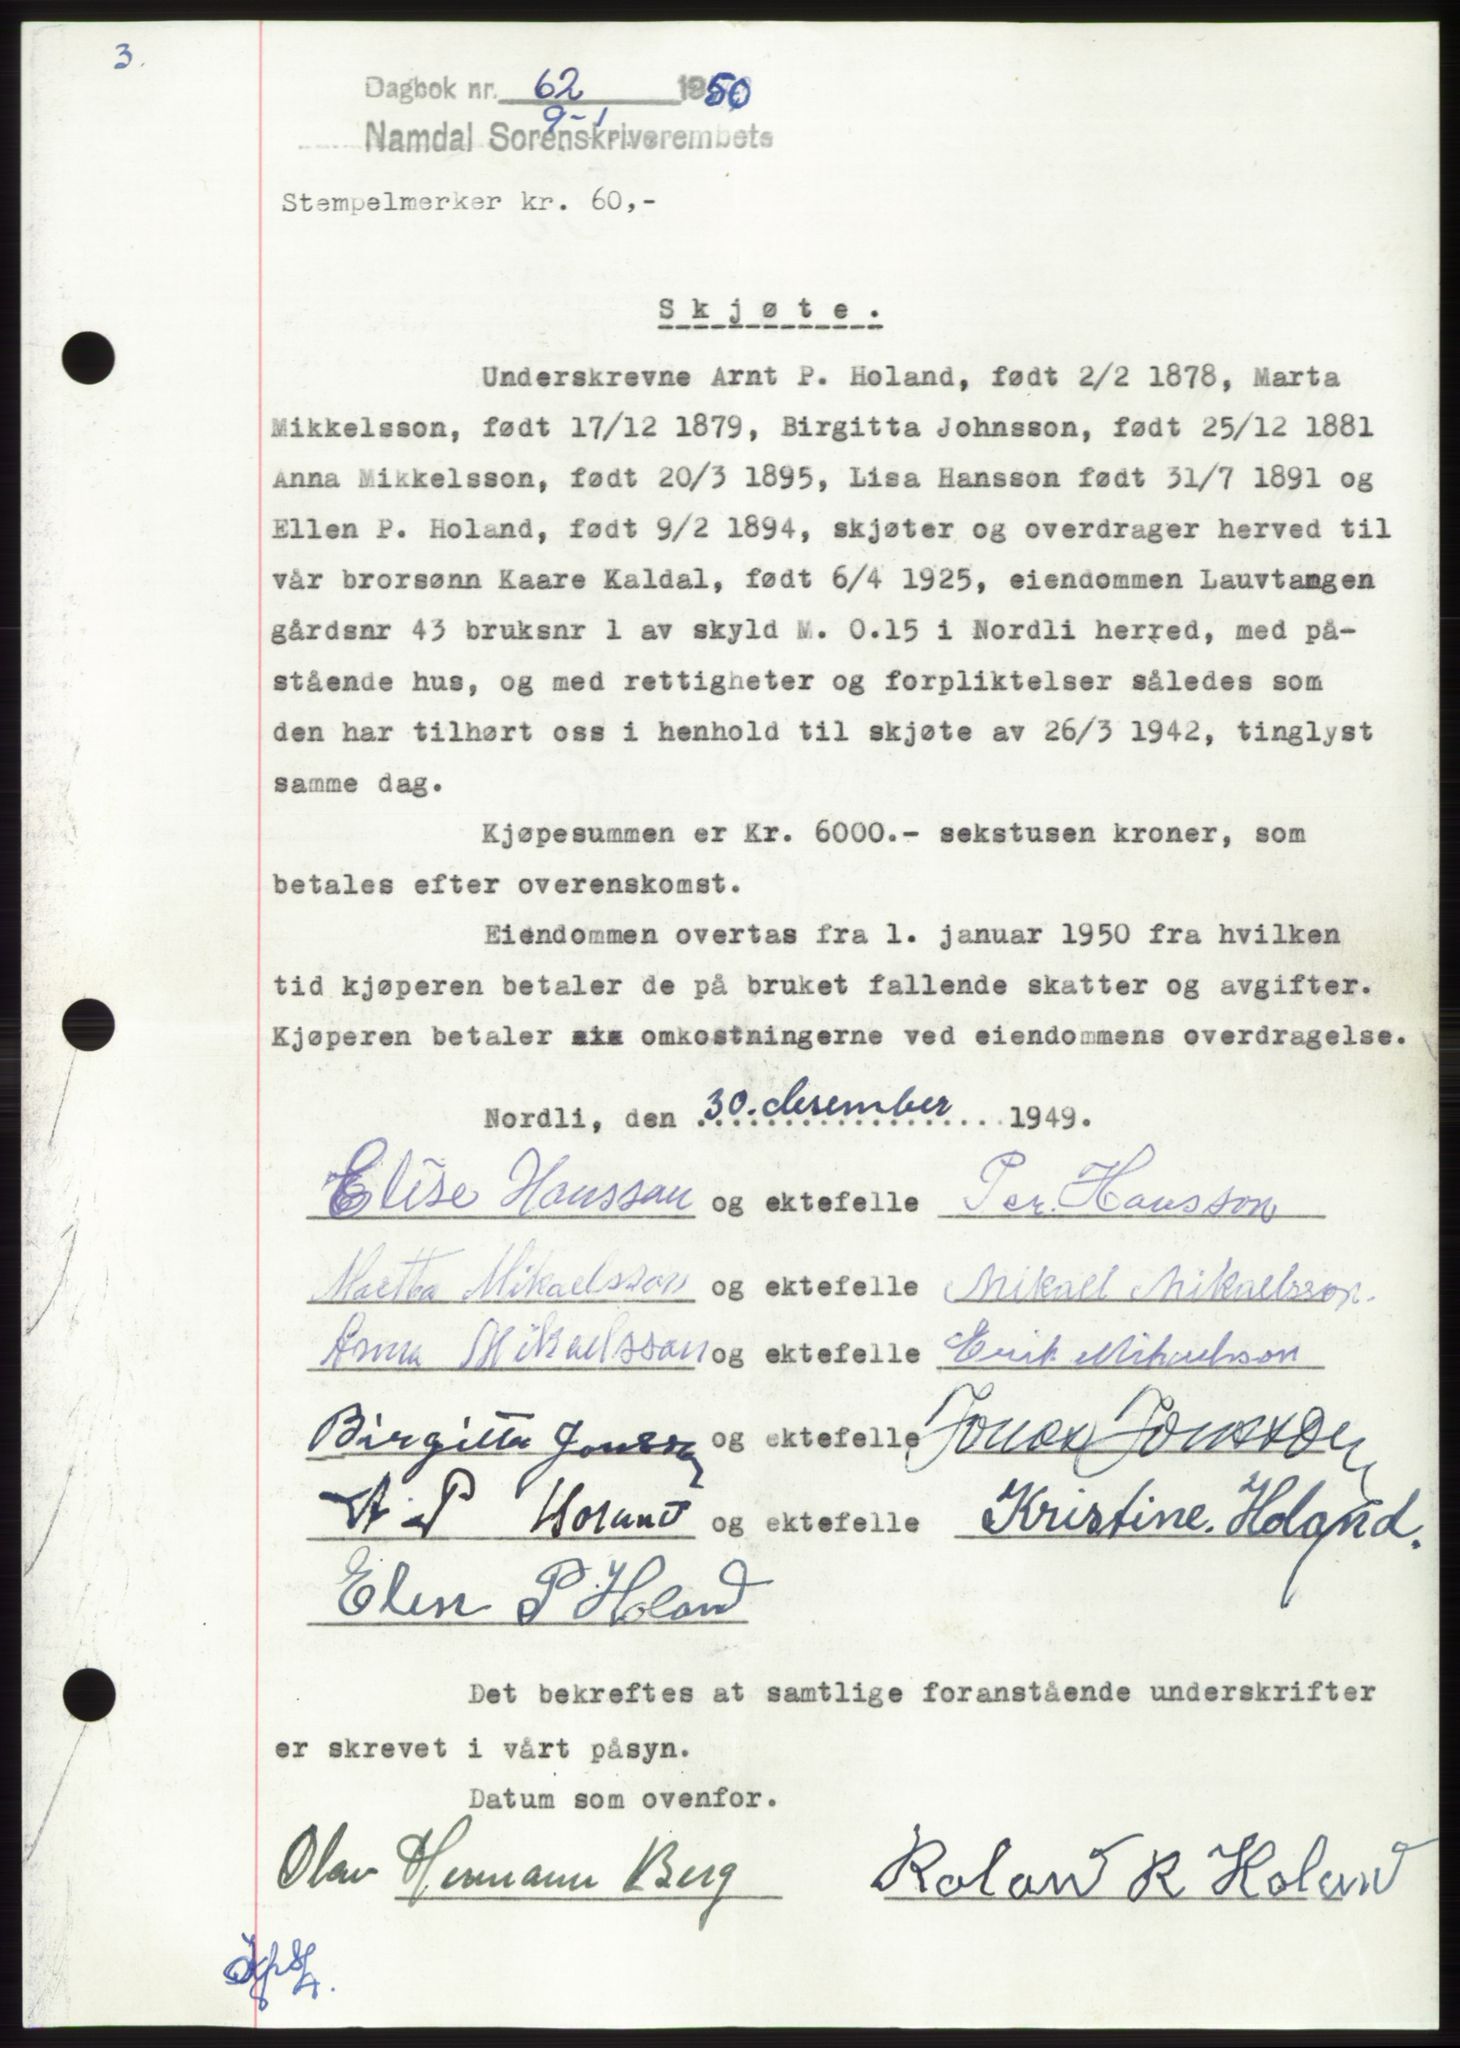 3.
Dagbok nr. 62 1950
9-1
Namdal Sorenskriverembete
Stempelmerker kr. 60,-
Skjøte.
Underskrevne Arnt P. Holand, født 2/2 1878, Marta
Mikkelsson, født 17/12 1879, Birgitta Johnsson, født 25/12 1881
Anna Mikkelsson, født 20/3 1895, Lisa Hansson født 31/7 1891 og
Ellen P. Holand, født 9/2 1894, skjøter og overdrager herved til
vår brorsønn Kaare Kaldal, født 6/4 1925, eiendommen Lauvtangen
gårdsnr 43 bruksnr 1 av skyld M. 0.15 i Nordli herred, med på-
stående hus, og med rettigheter og forpliktelser således som
den har tilhørt oss i henhold til skjøte av 26/3 1942, tinglyst
samme dag.
Kjøpesummen er Kr. 6000.- sekstusen kroner, som
betales efter overenskomst.
Eiendommen overtas fra 1. januar 1950 fra hvilken
tid kjøperen betaler de på bruket fallende skatter og avgifter.
Kjøperen betaler omkostningerne ved eiendommens overdragelse.
Nordli, den 30. desember 1949.
Elise Hansson og ektefelle Per. Hansson
Martha Mikaelsson og ektefelle Mikael Mikaelsson.
Anna Mikaelsson og ektefelle Erik Mikaelsson
Birgitta Jonsson og ektefelle Jonas Jonsson
A P Holand og ektefelle Kristine. Holand.
Elen P Holand
Det bekreftes at samtlige foranstående underskrifter
er skrevet i vårt påsyn.
Datum som ovenfor.
Olav Hermann Berg Roland R Holand